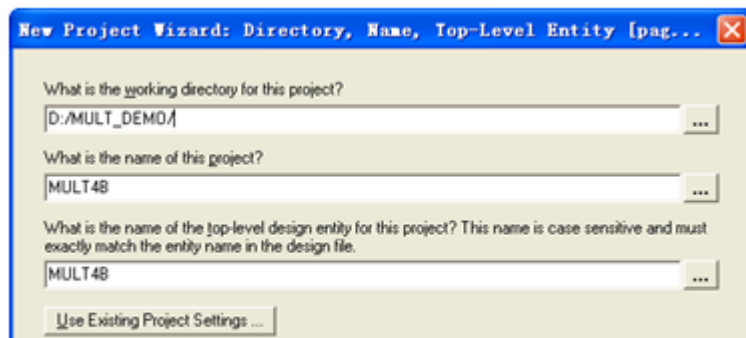 New Project Wizard: Directory, Name, Top-Level Entity [pag...
What is the working directory for this project?
D:/MULT_DEMO/
...
What is the name of this project?
MULT4B
...
What is the name of the top-level design entity for this project? This name is case sensitive and must
exactly match the entity name in the design file.
MULT4B
...
Use Existing Project Settings ...